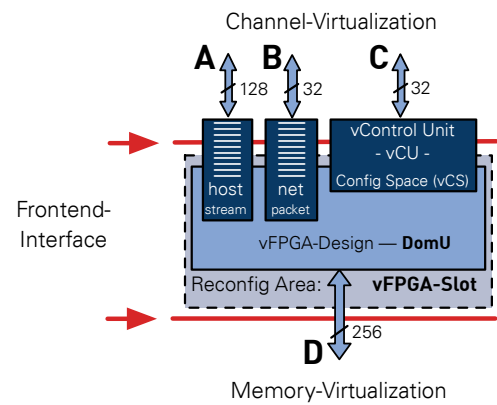 Channel-Virtualization
A B C
128 32 32
vControl Unit
- vCU -
Config Space (vCS)
host net
stream packet
Frontend-
Interface
vFPGA-Design — DomU
Reconfig Area: vFPGA-Slot
256
D
Memory-Virtualization